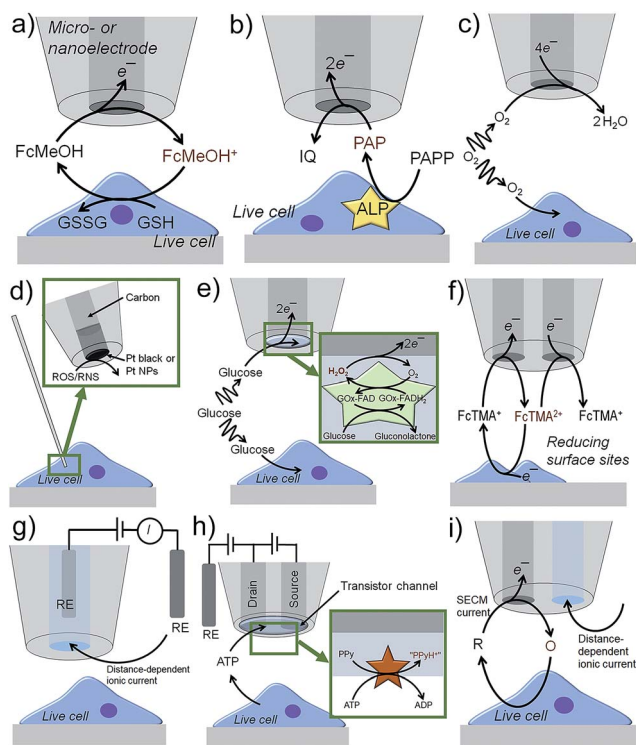 a)
Micro- or
nanoelectrode
e⁻
FcMeOH
FcMeOH⁺
GSSG
GSH
Live cell
b)
2e⁻
IQ
PAP
PAPP
ALP
Live cell
c)
4e⁻
O₂
2H₂O
O₂
O₂
Live cell
d)
Carbon
Pt black or
Pt NPs
ROS/RNS
Live cell
e)
2e⁻
Glucose
Glucose
Glucose
Live cell
2e⁻
H₂O₂
O₂
GOx-FAD
GOx-FADH₂
Glucose
Gluconolactone
f)
e⁻
e⁻
FcTMA⁺
FcTMA²⁺
FcTMA⁺
Reducing
surface sites
e⁻
Live cell
g)
I
RE
RE
Distance-dependent
ionic current
Live cell
h)
Drain
Source
RE
Transistor channel
ATP
Live cell
PPy
"PPyH⁺"
ATP
ADP
i)
SECM
current
e⁻
R
O
Distance-dependent
ionic current
Live cell